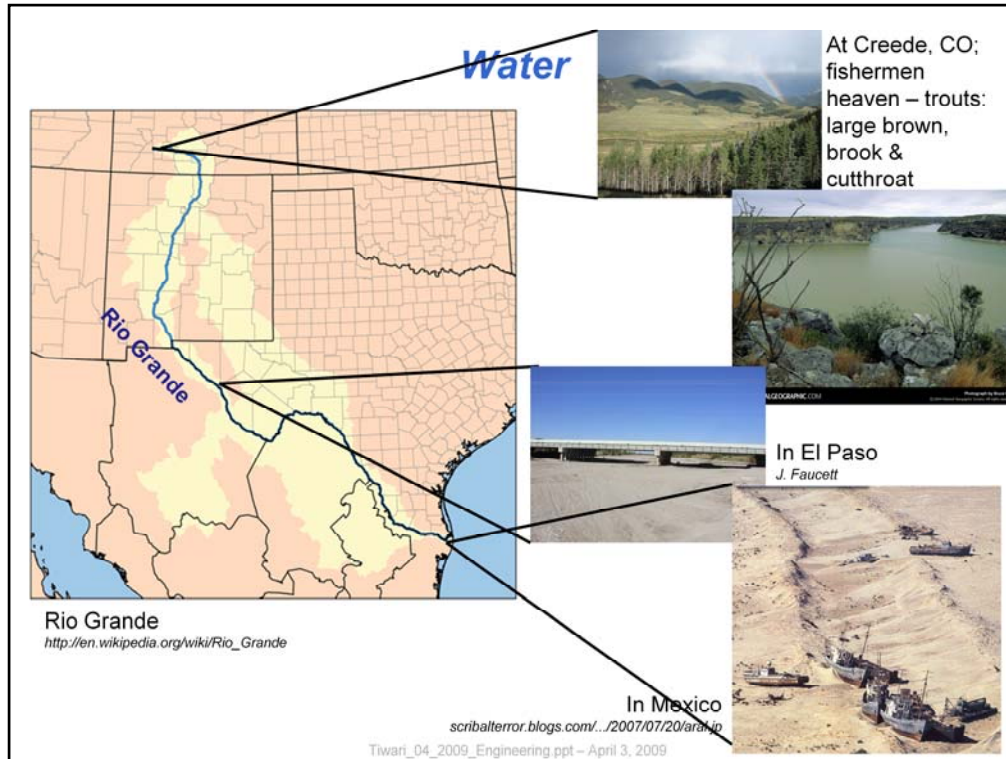 Water
At Creede, CO;
fishermen
heaven – trouts:
large brown,
brook &
cutthroat
Rio Grande
In El Paso
J. Faucett
Rio Grande
http://en.wikipedia.org/wiki/Rio_Grande
In Mexico
scribalterror.blogs.com/.../2007/07/20/aral.jp
Tiwari_04_2009_Engineering.ppt – April 3, 2009